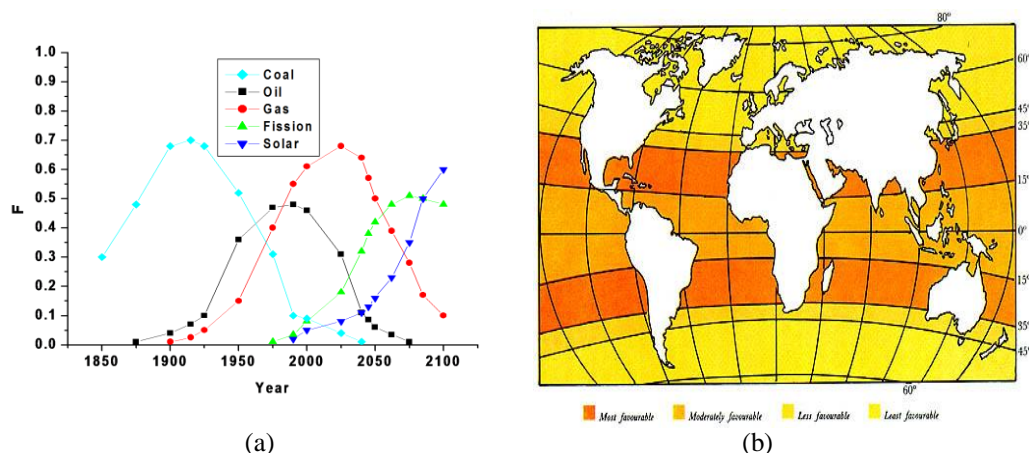 1.0
0.9
0.8
0.7
0.6
0.5
0.4
0.3
0.2
0.1
0.0
F
Coal
Oil
Gas
Fission
Solar
1850 1900 1950 2000 2050 2100
Year
(a)
80°
60°
45°
35°
15°
0°
15°
35°
45°
60°
Most favourable Moderately favourable Less favourable Least favourable
(b)